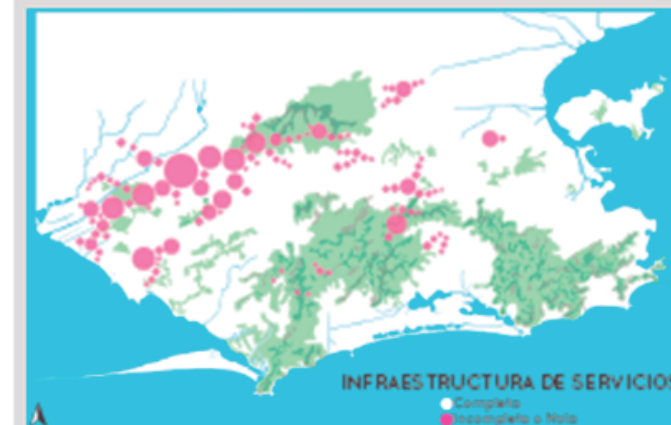 INFRAESTRUCTURA DE SERVICIOS
Completa
Incompleta o Nula